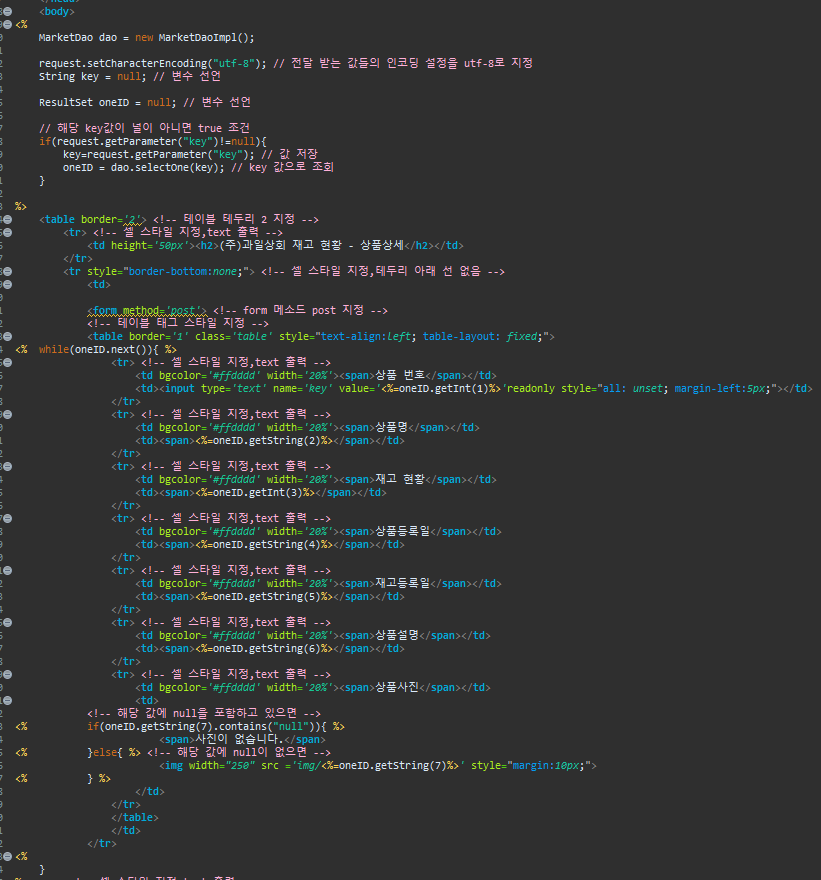 <body>
<%
MarketDao dao = new MarketDaoImpl();
request.setCharacterEncoding("utf-8"); // 전달 받는 값들의 인코딩 설정을 utf-8로 지정
String key = null; // 변수 선언
ResultSet oneID = null; // 변수 선언
// 해당 key값이 널이 아니면 true 조건
if(request.getParameter("key")!=null){
key=request.getParameter("key"); // 값 저장
oneID = dao.selectOne(key); // key 값으로 조회
}
%>
<table border='2'> <!-- 테이블 테두리 2 지정 -->
<tr> <!-- 셀 스타일 지정,text 출력 -->
<td height='50px'><h2>(주)과일상회 재고 현황 - 상품상세</h2></td>
</tr>
<tr style="border-bottom:none;"> <!-- 셀 스타일 지정,테두리 아래 선 없음 -->
<td>
<form method='post'> <!-- form 메소드 post 지정 -->
<!-- 테이블 태그 스타일 지정 -->
<table border='1' class='table' style="text-align:left; table-layout: fixed;">
<% while(oneID.next()){ %>
<tr> <!-- 셀 스타일 지정,text 출력 -->
<td bgcolor='#ffdddd' width='20%'><span>상품 번호</span></td>
<td><input type='text' name='key' value='<%=oneID.getInt(1)%>'readonly style="all: unset; margin-left:5px;"></td>
</tr>
<tr> <!-- 셀 스타일 지정,text 출력 -->
<td bgcolor='#ffdddd' width='20%'><span>상품명</span></td>
<td><span><%=oneID.getString(2)%></span></td>
</tr>
<tr> <!-- 셀 스타일 지정,text 출력 -->
<td bgcolor='#ffdddd' width='20%'><span>재고 현황</span></td>
<td><span><%=oneID.getInt(3)%></span></td>
</tr>
<tr> <!-- 셀 스타일 지정,text 출력 -->
<td bgcolor='#ffdddd' width='20%'><span>상품등록일</span></td>
<td><span><%=oneID.getString(4)%></span></td>
</tr>
<tr> <!-- 셀 스타일 지정,text 출력 -->
<td bgcolor='#ffdddd' width='20%'><span>재고등록일</span></td>
<td><span><%=oneID.getString(5)%></span></td>
</tr>
<tr> <!-- 셀 스타일 지정,text 출력 -->
<td bgcolor='#ffdddd' width='20%'><span>상품설명</span></td>
<td><span><%=oneID.getString(6)%></span></td>
</tr>
<tr> <!-- 셀 스타일 지정,text 출력 -->
<td bgcolor='#ffdddd' width='20%'><span>상품사진</span></td>
<td>
<!-- 해당 값에 null을 포함하고 있으면 -->
<% if(oneID.getString(7).contains("null")){ %>
<span>사진이 없습니다.</span>
<% }else{ %> <!-- 해당 값에 null이 없으면 -->
<img width="250" src ='img/<%=oneID.getString(7)%>' style="margin:10px;">
<% } %>
</td>
</tr>
</table>
</td>
</tr>
<%
}